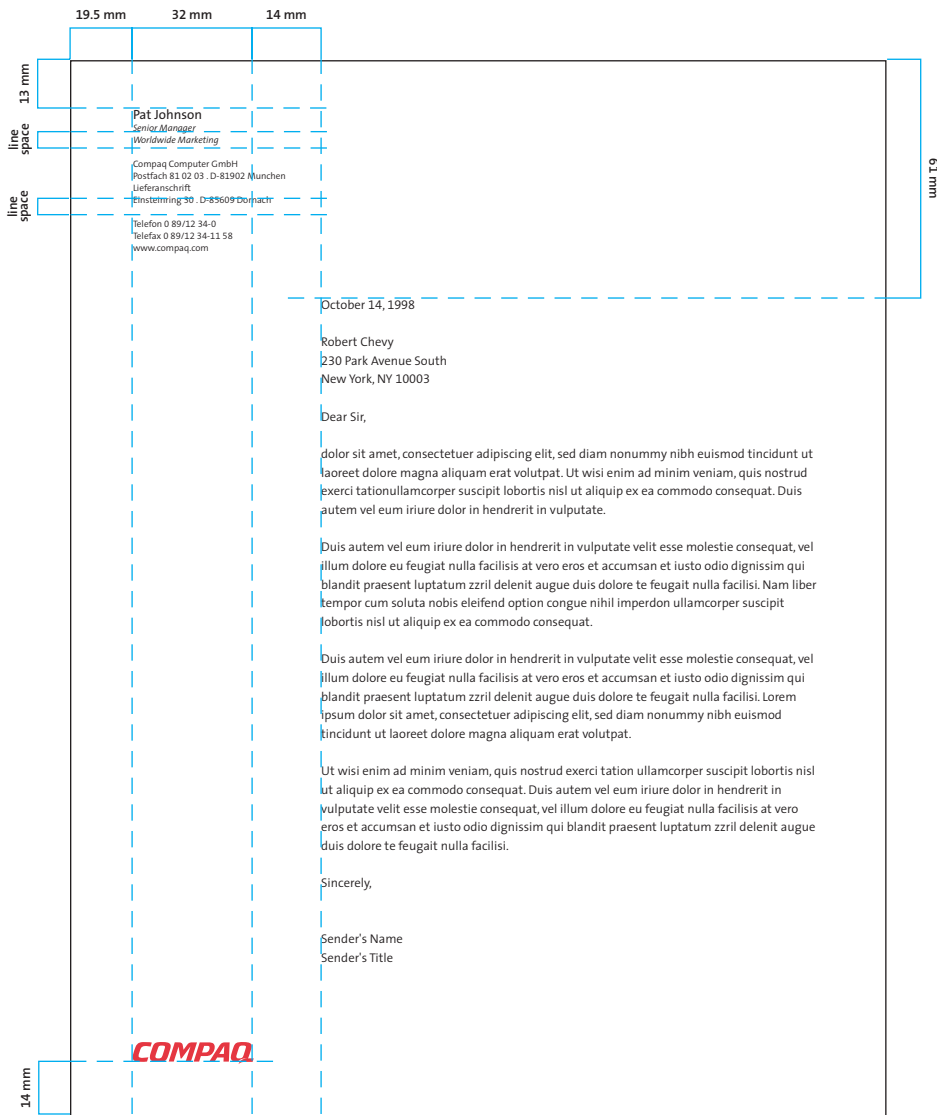 19.5 mm 32 mm 14 mm
13 mm
Pat Johnson
line
space
Senior Manager
Worldwide Marketing
Compaq Computer GmbH
Postfach 81 02 03 . D-81902 Munchen
Lieferanschrift
Einsteinring 30 . D-85609 Dornach
line
space
Telefon 0 89/12 34-0
Telefax 0 89/12 34-11 58
www.compaq.com
61 mm
October 14, 1998
Robert Chevy
230 Park Avenue South
New York, NY 10003
Dear Sir,
dolor sit amet, consectetuer adipiscing elit, sed diam nonummy nibh euismod tincidunt ut
laoreet dolore magna aliquam erat volutpat. Ut wisi enim ad minim veniam, quis nostrud
exerci tationullamcorper suscipit lobortis nisl ut aliquip ex ea commodo consequat. Duis
autem vel eum iriure dolor in hendrerit in vulputate.
Duis autem vel eum iriure dolor in hendrerit in vulputate velit esse molestie consequat, vel
illum dolore eu feugiat nulla facilisis at vero eros et accumsan et iusto odio dignissim qui
blandit praesent luptatum zzril delenit augue duis dolore te feugait nulla facilisi. Nam liber
tempor cum soluta nobis eleifend option congue nihil imperdon ullamcorper suscipit
lobortis nisl ut aliquip ex ea commodo consequat.
Duis autem vel eum iriure dolor in hendrerit in vulputate velit esse molestie consequat, vel
illum dolore eu feugiat nulla facilisis at vero eros et accumsan et iusto odio dignissim qui
blandit praesent luptatum zzril delenit augue duis dolore te feugait nulla facilisi. Lorem
ipsum dolor sit amet, consectetuer adipiscing elit, sed diam nonummy nibh euismod
tincidunt ut laoreet dolore magna aliquam erat volutpat.
Ut wisi enim ad minim veniam, quis nostrud exerci tation ullamcorper suscipit lobortis nisl
ut aliquip ex ea commodo consequat. Duis autem vel eum iriure dolor in hendrerit in
vulputate velit esse molestie consequat, vel illum dolore eu feugiat nulla facilisis at vero
eros et accumsan et iusto odio dignissim qui blandit praesent luptatum zzril delenit augue
duis dolore te feugait nulla facilisi.
Sincerely,
Sender's Name
Sender's Title
COMPAQ
14 mm